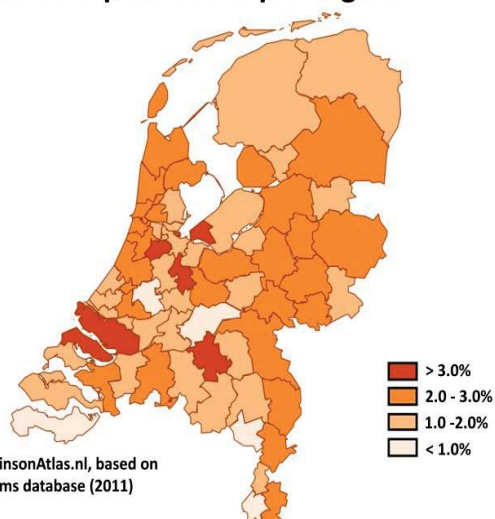 > 3.0%
2.0 - 3.0%
1.0 -2.0%
< 1.0%
insonAtlas.nl, based on
ms database (2011)